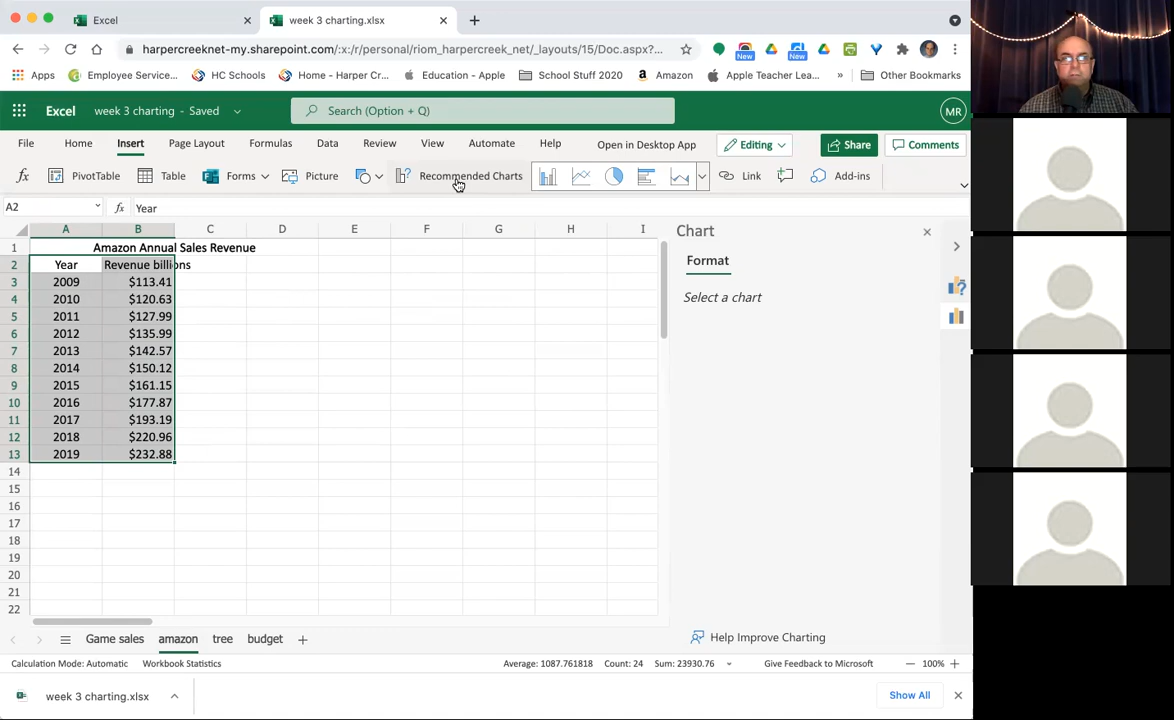 Excel
week 3 charting.xlsx
harpercreeknet-my.sharepoint.com/:x:/r/personal/riom_harpercreek_net/_layouts/15/Doc.aspx?...
New
New
Apps
Employee Service...
HC Schools
Home - Harper Cr...
Education - Apple
School Stuff 2020
Amazon
Apple Teacher Lea...
»
Other Bookmarks
Excel
week 3 charting - Saved
Search (Option + Q)
MR
File
Home
Insert
Page Layout
Formulas
Data
Review
View
Automate
Help
Open in Desktop App
Editing
Share
Comments
fx
PivotTable
Table
Forms
Picture
Recommended Charts
Link
Add-ins
A2
fx
Year
A B C D E F G H I
1 Amazon Annual Sales Revenue
2 Year Revenue billions
3 2009 $113.41
4 2010 $120.63
5 2011 $127.99
6 2012 $135.99
7 2013 $142.57
8 2014 $150.12
9 2015 $161.15
10 2016 $177.87
11 2017 $193.19
12 2018 $220.96
13 2019 $232.88
14
15
16
17
18
19
20
21
22
Chart
Format
Select a chart
Help Improve Charting
Game sales
amazon
tree
budget
Calculation Mode: Automatic
Workbook Statistics
Average: 1087.761818
Count: 24
Sum: 23930.76
Give Feedback to Microsoft
100%
week 3 charting.xlsx
Show All